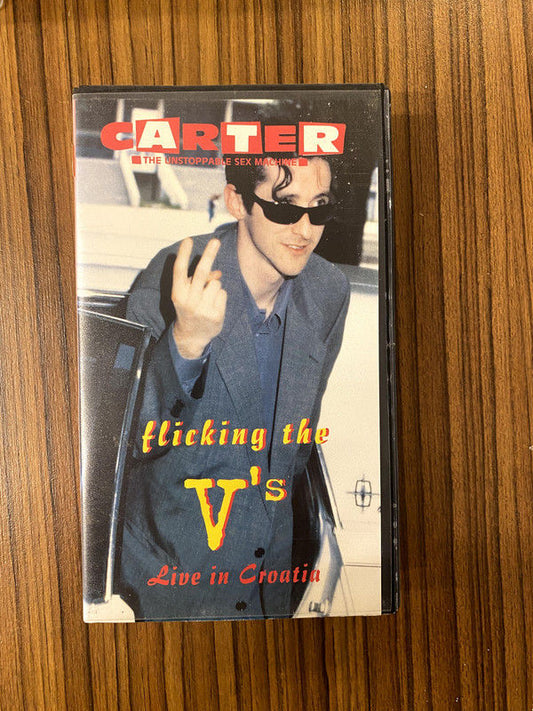 CARTER
THE UNSTOPPABLE SEX MACHINE
flicking the
V's
Live in Croatia